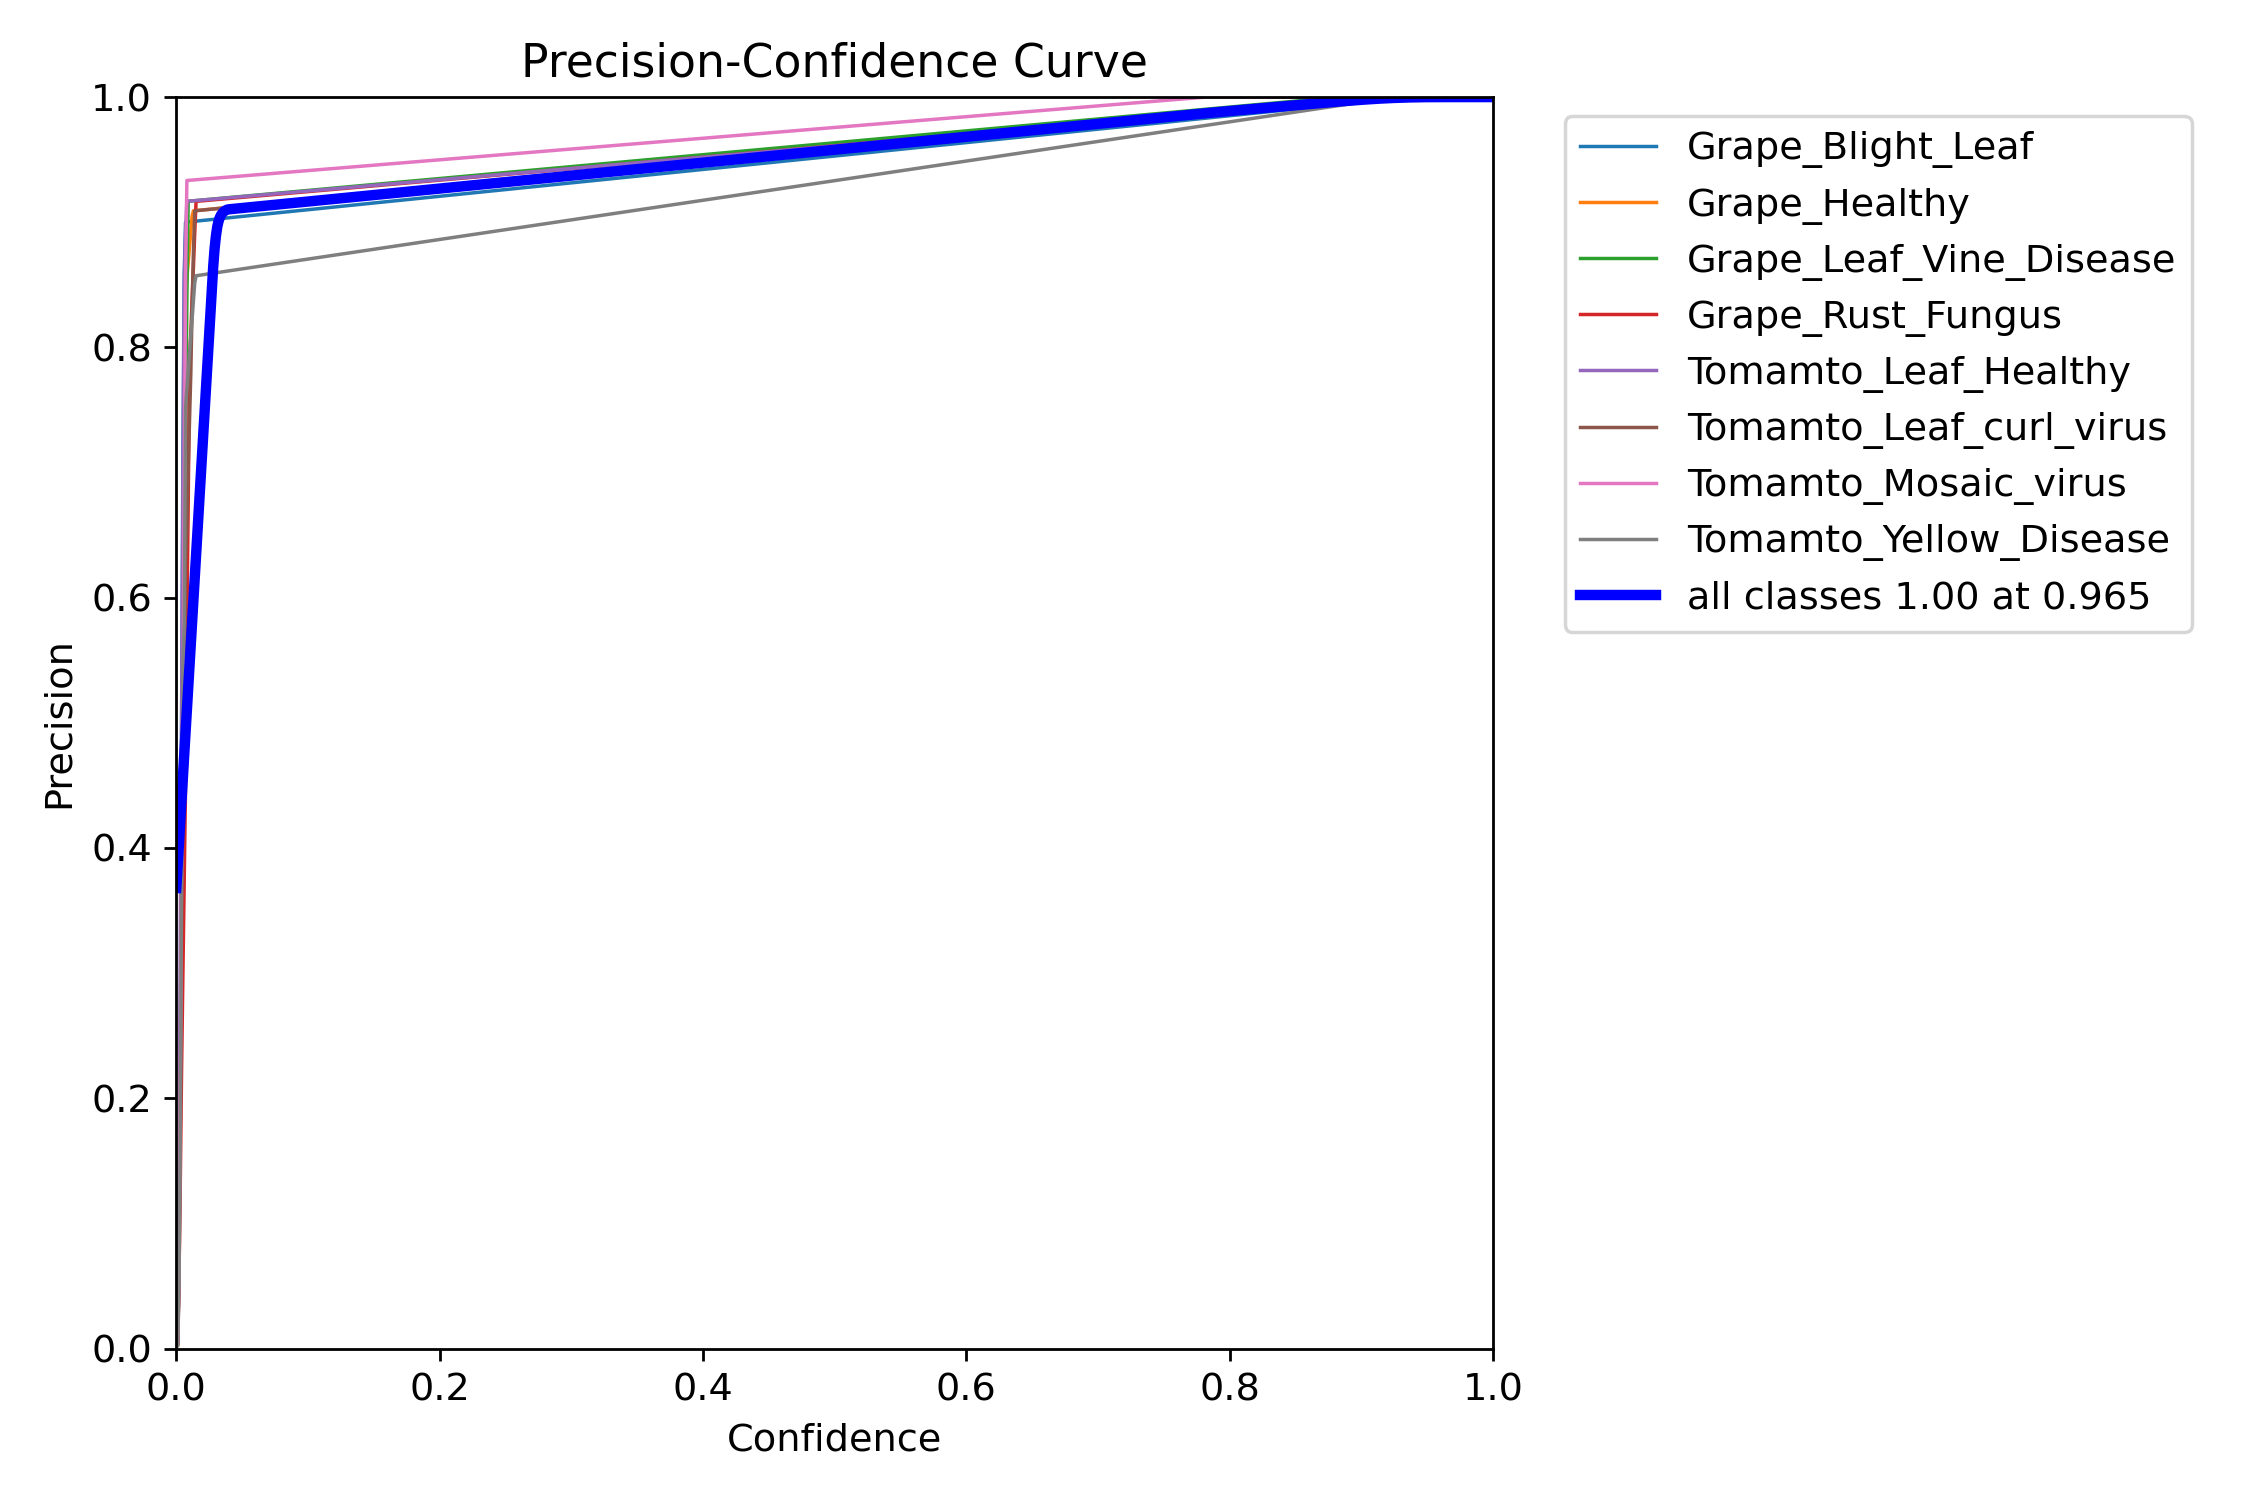 Precision-Confidence Curve
1.0
0.8
0.6
0.4
0.2
0.0
Precision
0.0 0.2 0.4 0.6 0.8 1.0
Confidence
Grape_Blight_Leaf
Grape_Healthy
Grape_Leaf_Vine_Disease
Grape_Rust_Fungus
Tomamto_Leaf_Healthy
Tomamto_Leaf_curl_virus
Tomamto_Mosaic_virus
Tomamto_Yellow_Disease
all classes 1.00 at 0.965